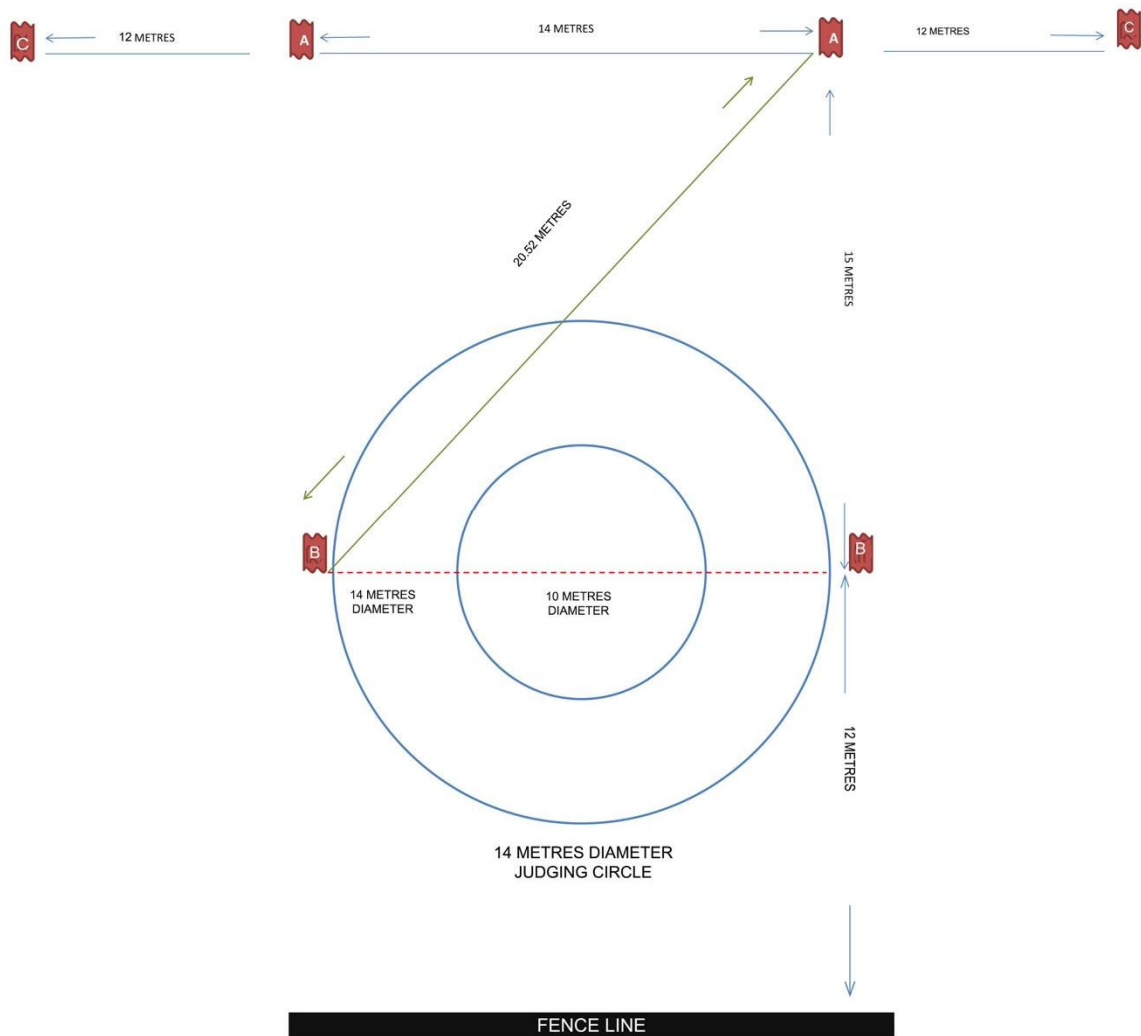 C
12 METRES
A
14 METRES
A
12 METRES
C
20.52 METRES
15 METRES
B
B
14 METRES
DIAMETER
10 METRES
DIAMETER
12 METRES
14 METRES DIAMETER
JUDGING CIRCLE
FENCE LINE